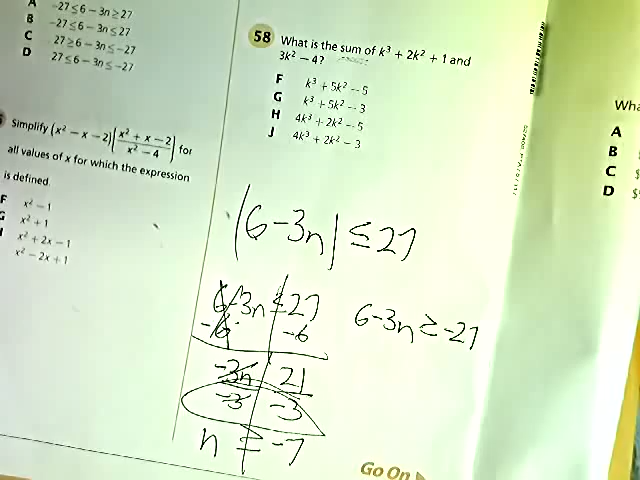 A -27 ≤ 6 - 3n ≥ 27
B -27 ≤ 6 - 3n ≤ 27
C 27 ≥ 6 - 3n ≤ -27
D 27 ≤ 6 - 3n ≤ -27
Simplify (x² - x - 2)(x² + x - 2 / x² - 4) for
all values of x for which the expression
is defined.
F x² - 1
G x² + 1
x² + 2x - 1
x² - 2x + 1
58 What is the sum of k³ + 2k² + 1 and
3k² - 4?
F k³ + 5k² - 5
G k³ + 5k² - 3
H 4k³ + 2k² - 5
J 4k³ + 2k² - 3
|6-3n| ≤ 27
6-3n ≤ 27
-6 -6
-3n 21
-3 -3
n ≥ -7
6-3n ≥ -27
Go On
Wha
A
B
C $
D $